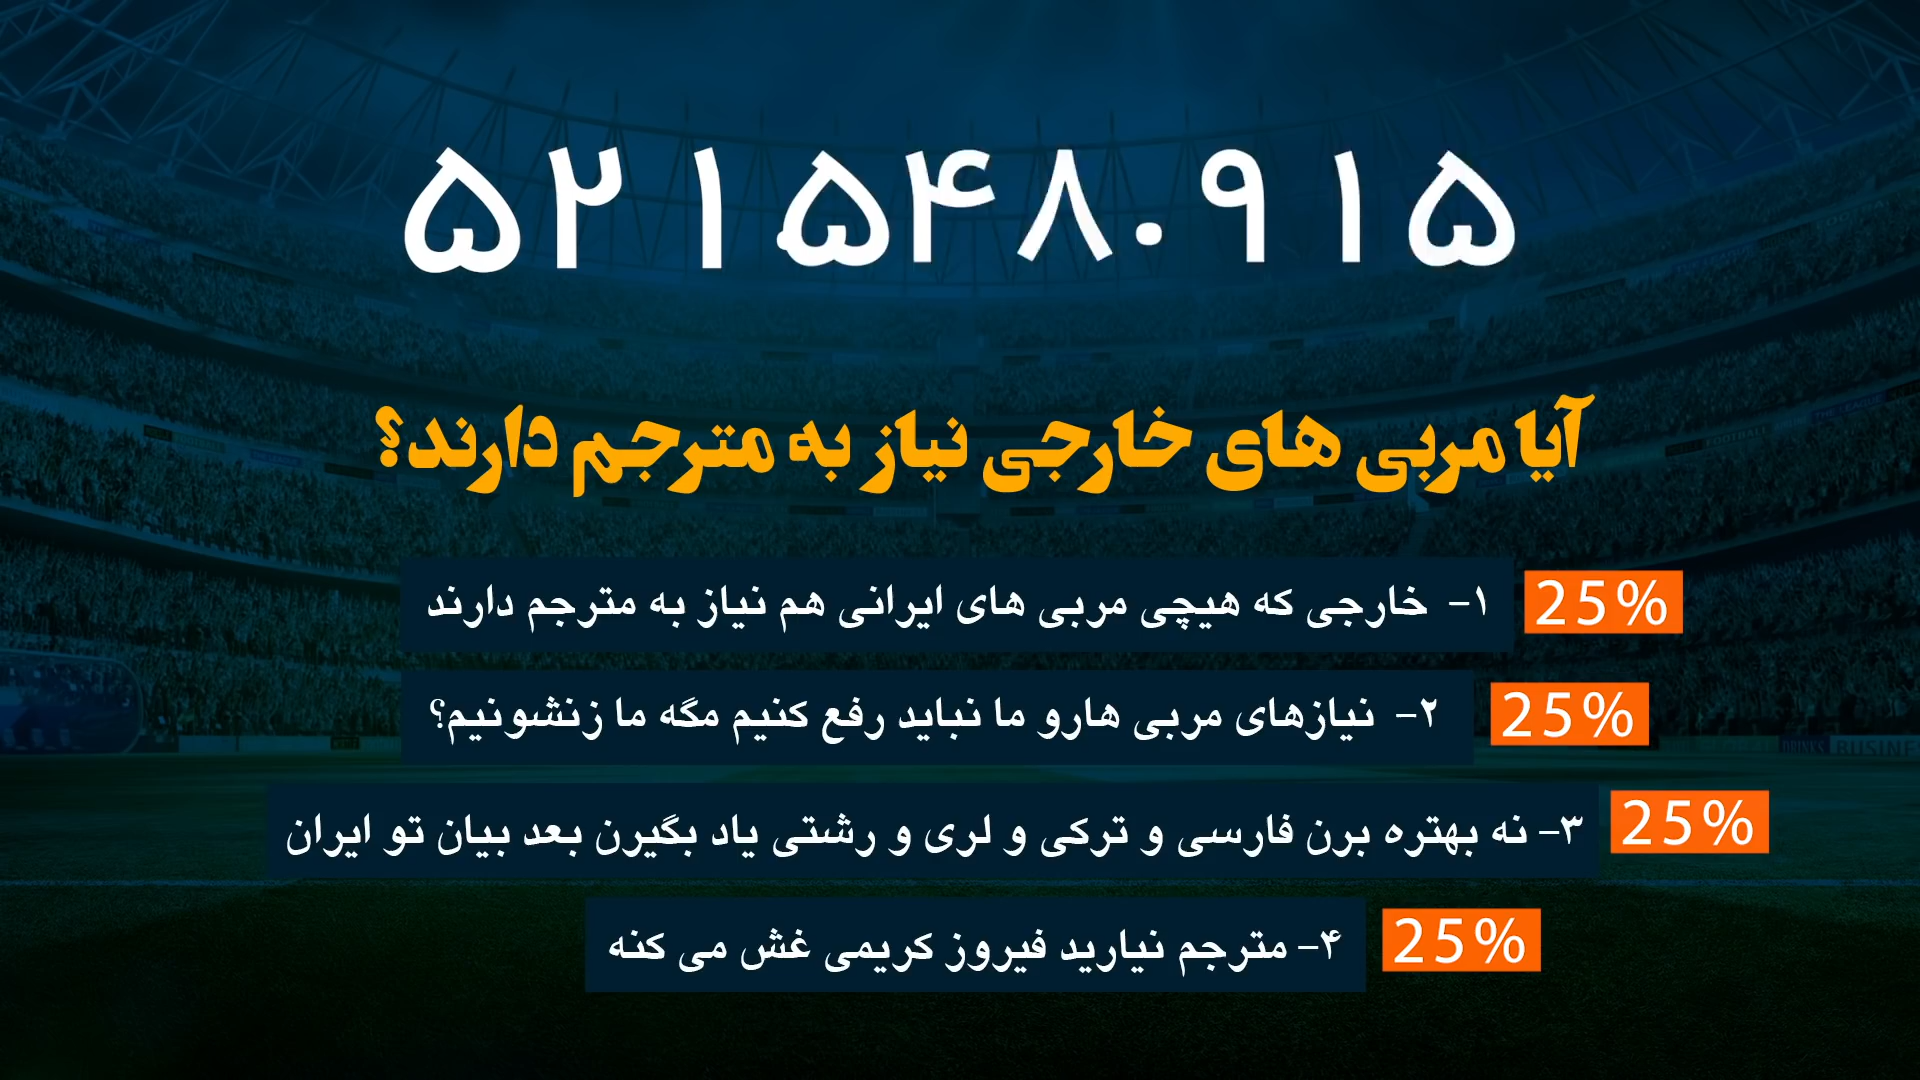 ۵۲۱۵۴۸۰۹۱۵
آیا مربی های خارجی نیاز به مترجم دارند؟
۱- خارجی که هیچی مربی های ایرانی هم نیاز به مترجم دارند
25%
۲- نیازهای مربی هارو ما نباید رفع کنیم مگه ما زنشونیم؟
25%
۳- نه بهتره برن فارسی و ترکی و لری و رشتی یاد بگیرن بعد بیان تو ایران
25%
۴- مترجم نیارید فیروز کریمی غش می کنه
25%